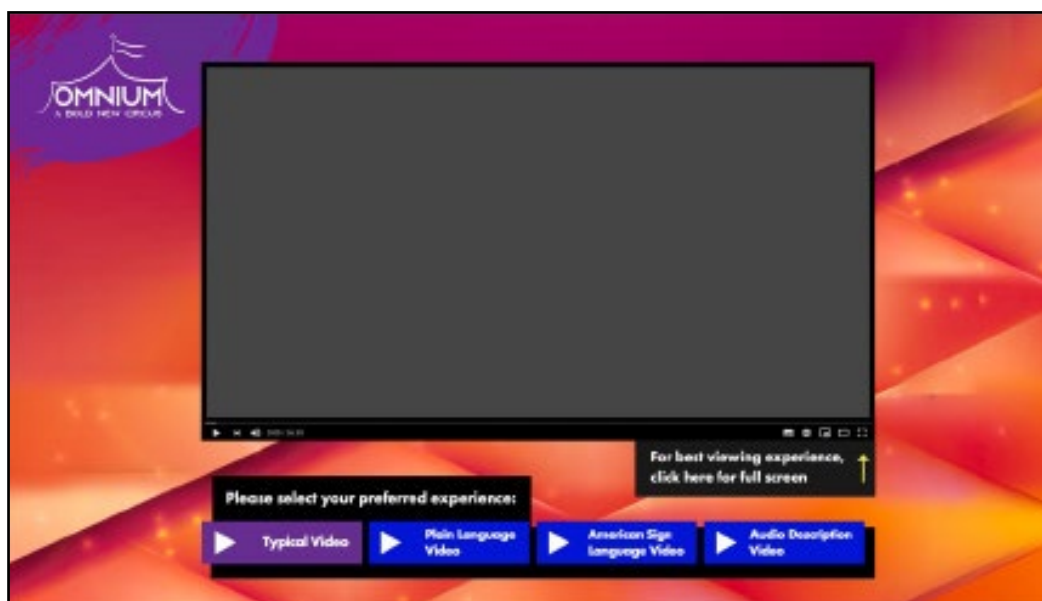 OMNIUM
A BOLD NEW CIRCUS
For best viewing experience,
click here for full screen
Please select your preferred experience:
Typical Video
Plain Language
Video
American Sign
Language Video
Audio Description
Video